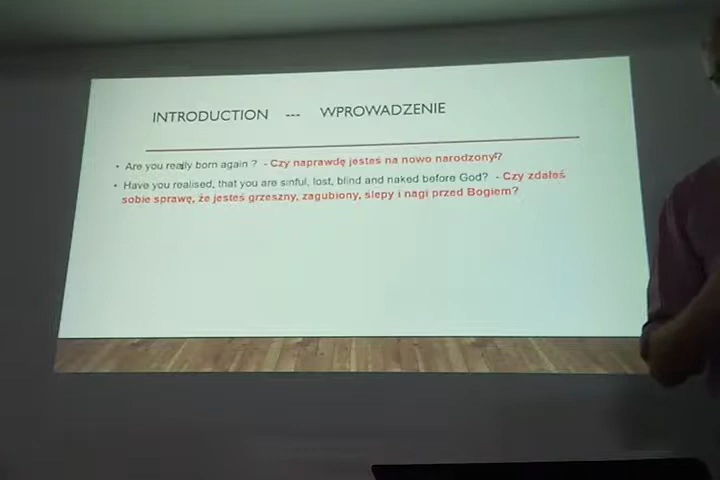 INTRODUCTION --- WPROWADZENIE
• Are you really born again ? - Czy naprawdę jesteś na nowo narodzony?
• Have you realised, that you are sinful, lost, blind and naked before God? - Czy zdałeś
sobie sprawę, że jesteś grzeszny, zagubiony, ślepy i nagi przed Bogiem?